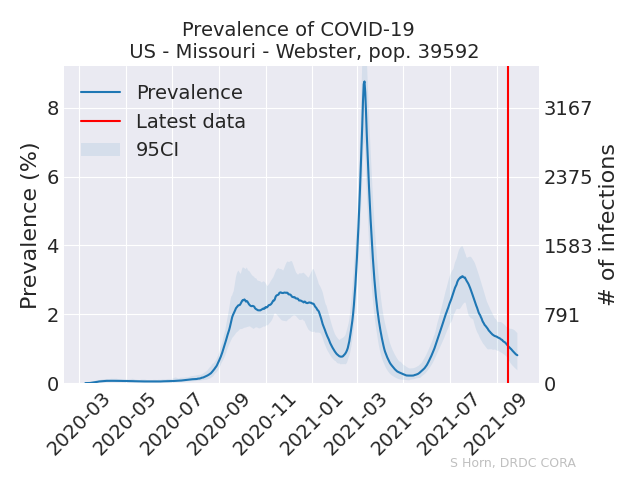 Prevalence of COVID-19
US - Missouri - Webster, pop. 39592
Prevalence
Latest data
95CI
Prevalence (%)
8
6
4
2
0
3167
2375
1583
791
0
# of infections
2020-03
2020-05
2020-07
2020-09
2020-11
2021-01
2021-03
2021-05
2021-07
2021-09
S Horn, DRDC CORA